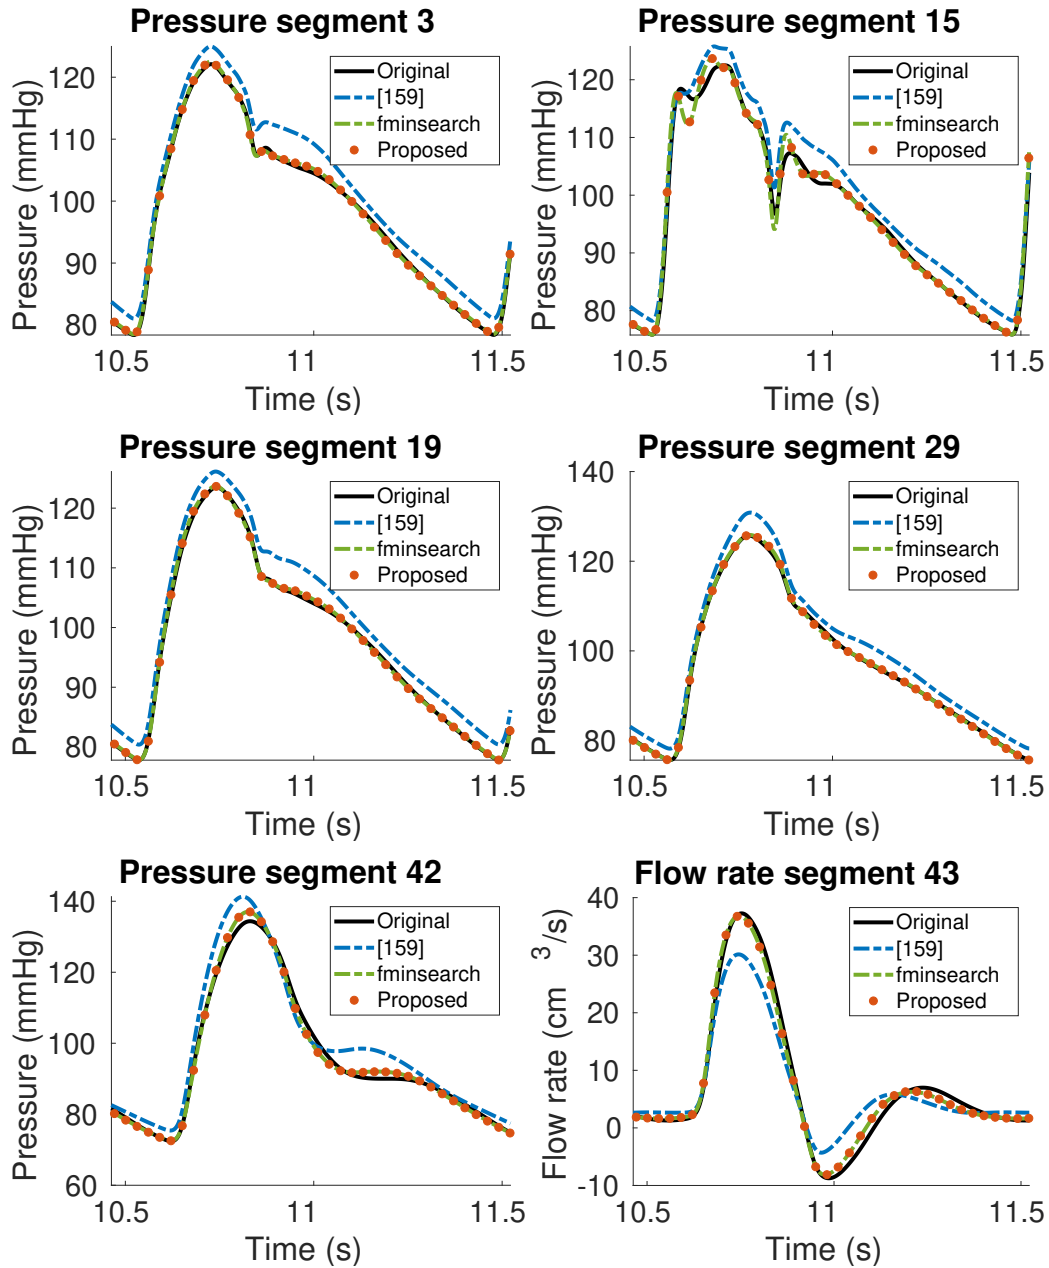 Pressure segment 3
Pressure (mmHg)
120
110
100
90
80
10.5
11
11.5
Time (s)
Original
[159]
fminsearch
Proposed
Pressure segment 15
Pressure (mmHg)
120
110
100
90
80
10.5
11
11.5
Time (s)
Original
[159]
fminsearch
Proposed
Pressure segment 19
Pressure (mmHg)
120
110
100
90
80
10.5
11
11.5
Time (s)
Original
[159]
fminsearch
Proposed
Pressure segment 29
Pressure (mmHg)
140
120
100
80
10.5
11
11.5
Time (s)
Original
[159]
fminsearch
Proposed
Pressure segment 42
Pressure (mmHg)
140
120
100
80
60
10.5
11
11.5
Time (s)
Original
[159]
fminsearch
Proposed
Flow rate segment 43
Flow rate (cm 3/s)
40
30
20
10
0
-10
10.5
11
11.5
Time (s)
Original
[159]
fminsearch
Proposed